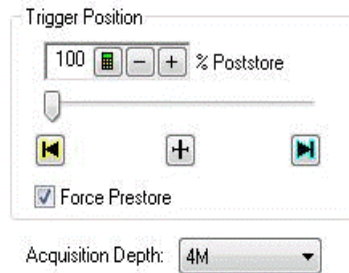 Trigger Position
100 % Poststore
Force Prestore
Acquisition Depth: 4M